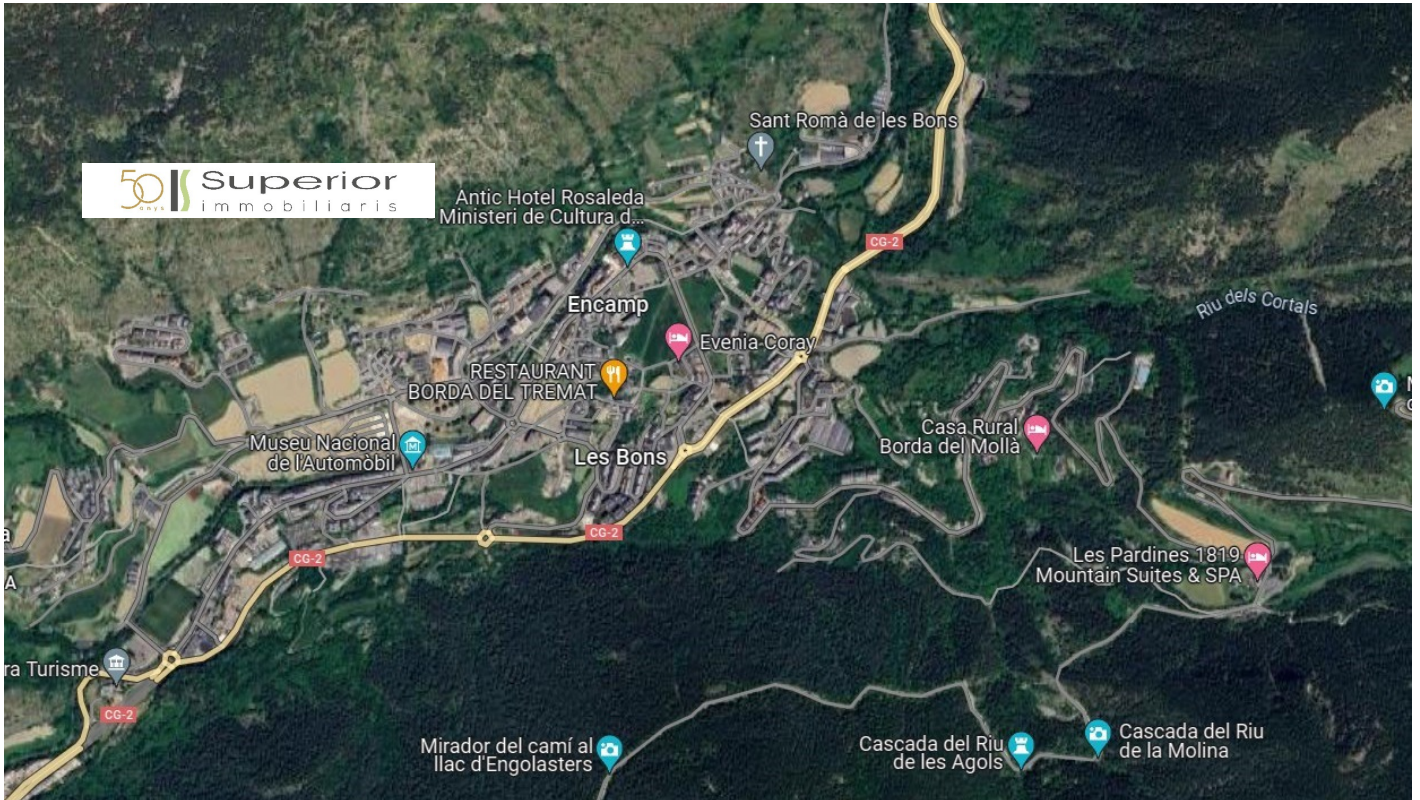 Sant Romà de les Bons
50 anys Superior
immobiliaris
Antic Hotel Rosaleda
Ministeri de Cultura d...
CG-2
Encamp
Riu dels Cortals
Evenia Coray
RESTAURANT
BORDA DEL TREMAT
M
Casa Rural
Borda del Mollà
Museu Nacional
de l'Automòbil
Les Bons
CG-2
CG-2
Les Pardines 1819
Mountain Suites & SPA
A
ra Turisme
CG-2
Mirador del camí al
llac d'Engolasters
Cascada del Riu
de les Agols
Cascada del Riu
de la Molina